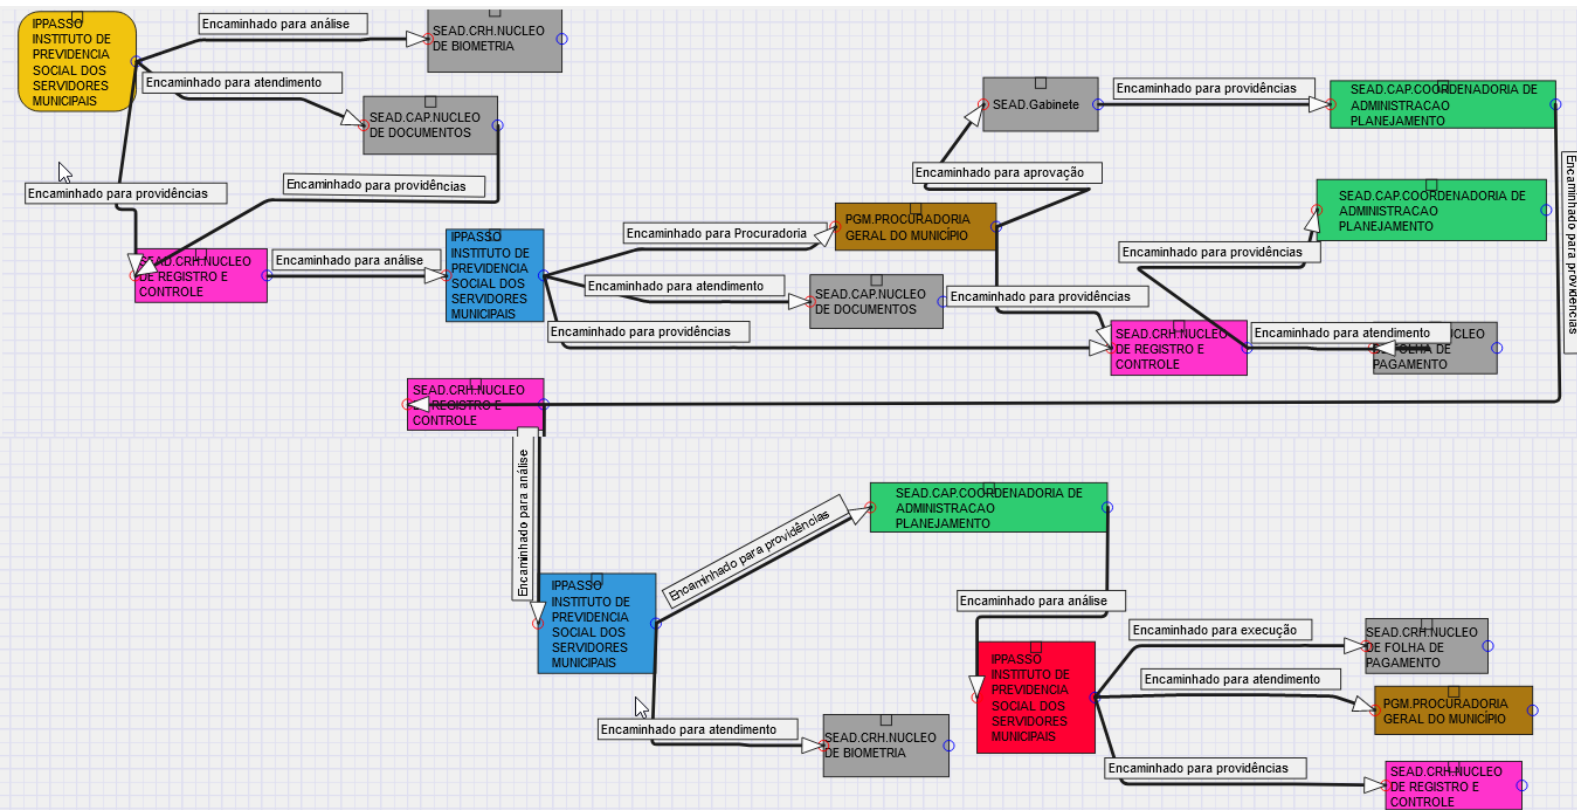 IPPASSO
INSTITUTO DE
PREVIDENCIA
SOCIAL DOS
SERVIDORES
MUNICIPAIS
Encaminhado para análise
SEAD.CRH.NUCLEO
DE BIOMETRIA
Encaminhado para atendimento
SEAD.CAP.NUCLEO
DE DOCUMENTOS
Encaminhado para providências
Encaminhado para providências
SEAD.CRH.NUCLEO
DE REGISTRO E
CONTROLE
Encaminhado para análise
IPPASSO
INSTITUTO DE
PREVIDENCIA
SOCIAL DOS
SERVIDORES
MUNICIPAIS
Encaminhado para Procuradoria
PGM.PROCURADORIA
GERAL DO MUNICÍPIO
Encaminhado para atendimento
SEAD.CAP.NUCLEO
DE DOCUMENTOS
Encaminhado para providências
Encaminhado para aprovação
SEAD.Gabinete
Encaminhado para providências
SEAD.CAP.COORDENADORIA DE
ADMINISTRACAO
PLANEJAMENTO
Encaminhado para providências
SEAD.CAP.COORDENADORIA DE
ADMINISTRACAO
PLANEJAMENTO
Encaminhado para providências
Encaminhado para providências
SEAD.CRH.NUCLEO
DE REGISTRO E
CONTROLE
Encaminhado para atendimento
CLEO
FOLHA DE
PAGAMENTO
SEAD.CRH.NUCLEO
DE REGISTRO E
CONTROLE
Encaminhado para análise
IPPASSO
INSTITUTO DE
PREVIDENCIA
SOCIAL DOS
SERVIDORES
MUNICIPAIS
Encaminhado para providências
SEAD.CAP.COORDENADORIA DE
ADMINISTRACAO
PLANEJAMENTO
Encaminhado para atendimento
SEAD.CRH.NUCLEO
DE BIOMETRIA
Encaminhado para análise
IPPASSO
INSTITUTO DE
PREVIDENCIA
SOCIAL DOS
SERVIDORES
MUNICIPAIS
Encaminhado para execução
SEAD.CRH.NUCLEO
DE FOLHA DE
PAGAMENTO
Encaminhado para atendimento
PGM.PROCURADORIA
GERAL DO MUNICÍPIO
Encaminhado para providências
SEAD.CRH.NUCLEO
DE REGISTRO E
CONTROLE